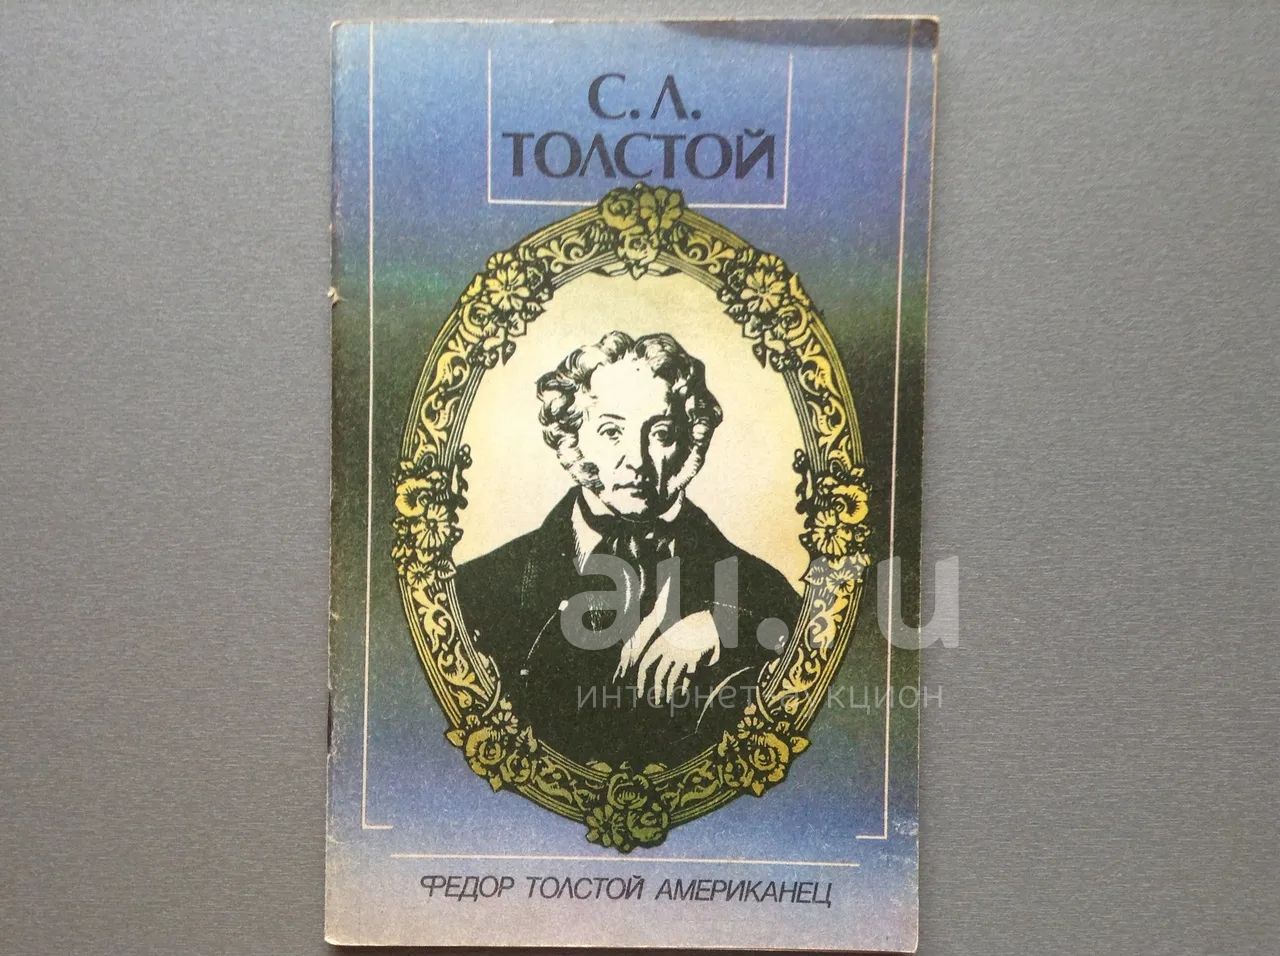 С. Л.
ТОЛСТОЙ
au.ru
интернет-аукцион
ФЕДОР ТОЛСТОЙ АМЕРИКАНЕЦ